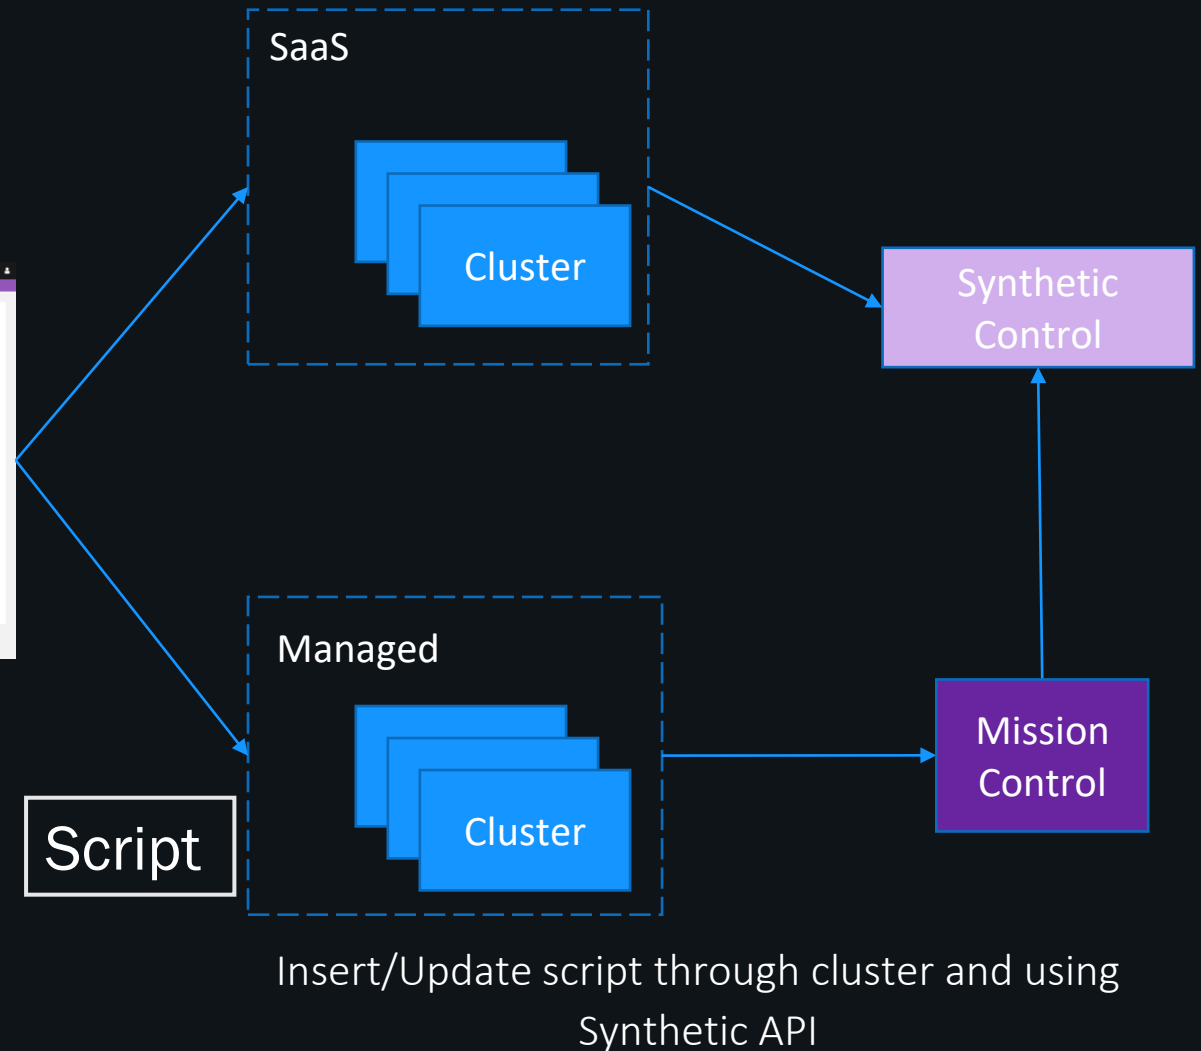 SaaS
Cluster
Synthetic
Control
Managed
Cluster
Mission
Control
Script
Insert/Update script through cluster and using
Synthetic API